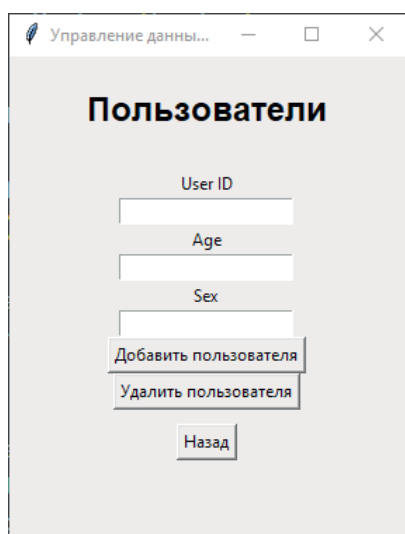 Управление данны...
Пользователи
User ID
Age
Sex
Добавить пользователя
Удалить пользователя
Назад